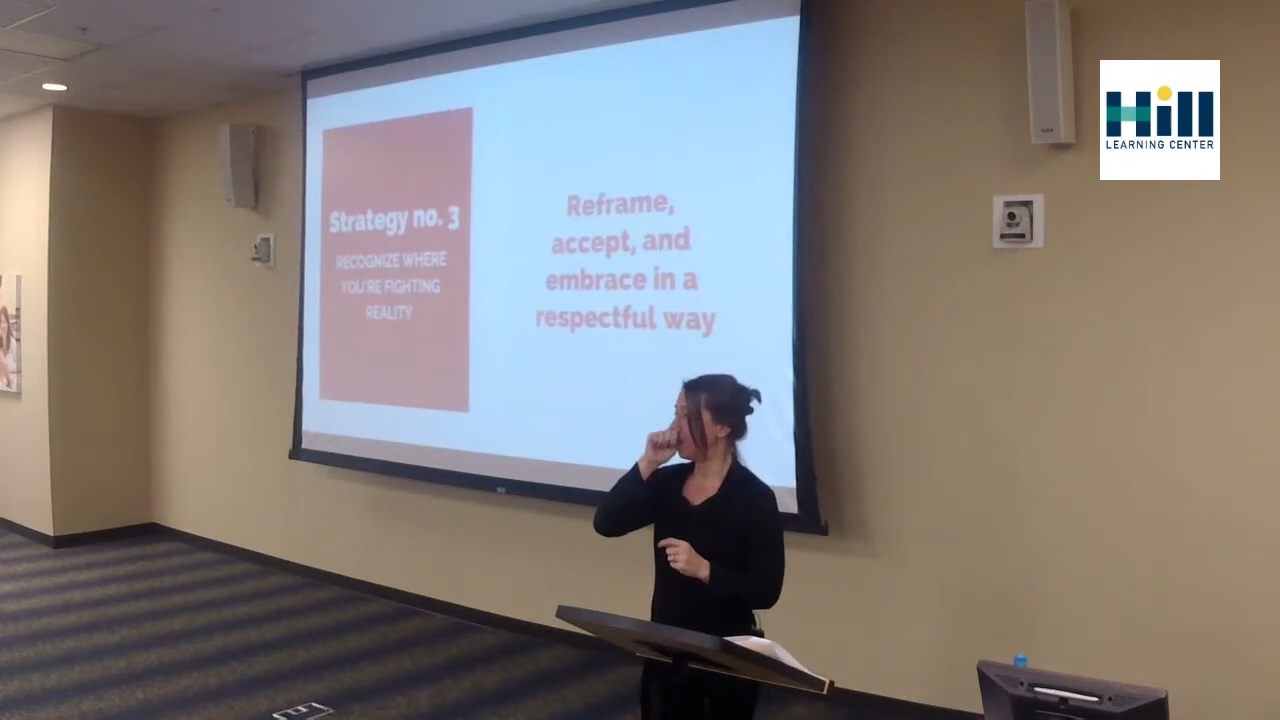 Strategy no. 3
RECOGNIZE WHERE
YOU'RE FIGHTING
REALITY
Reframe,
accept, and
embrace in a
respectful way
Hill
LEARNING CENTER